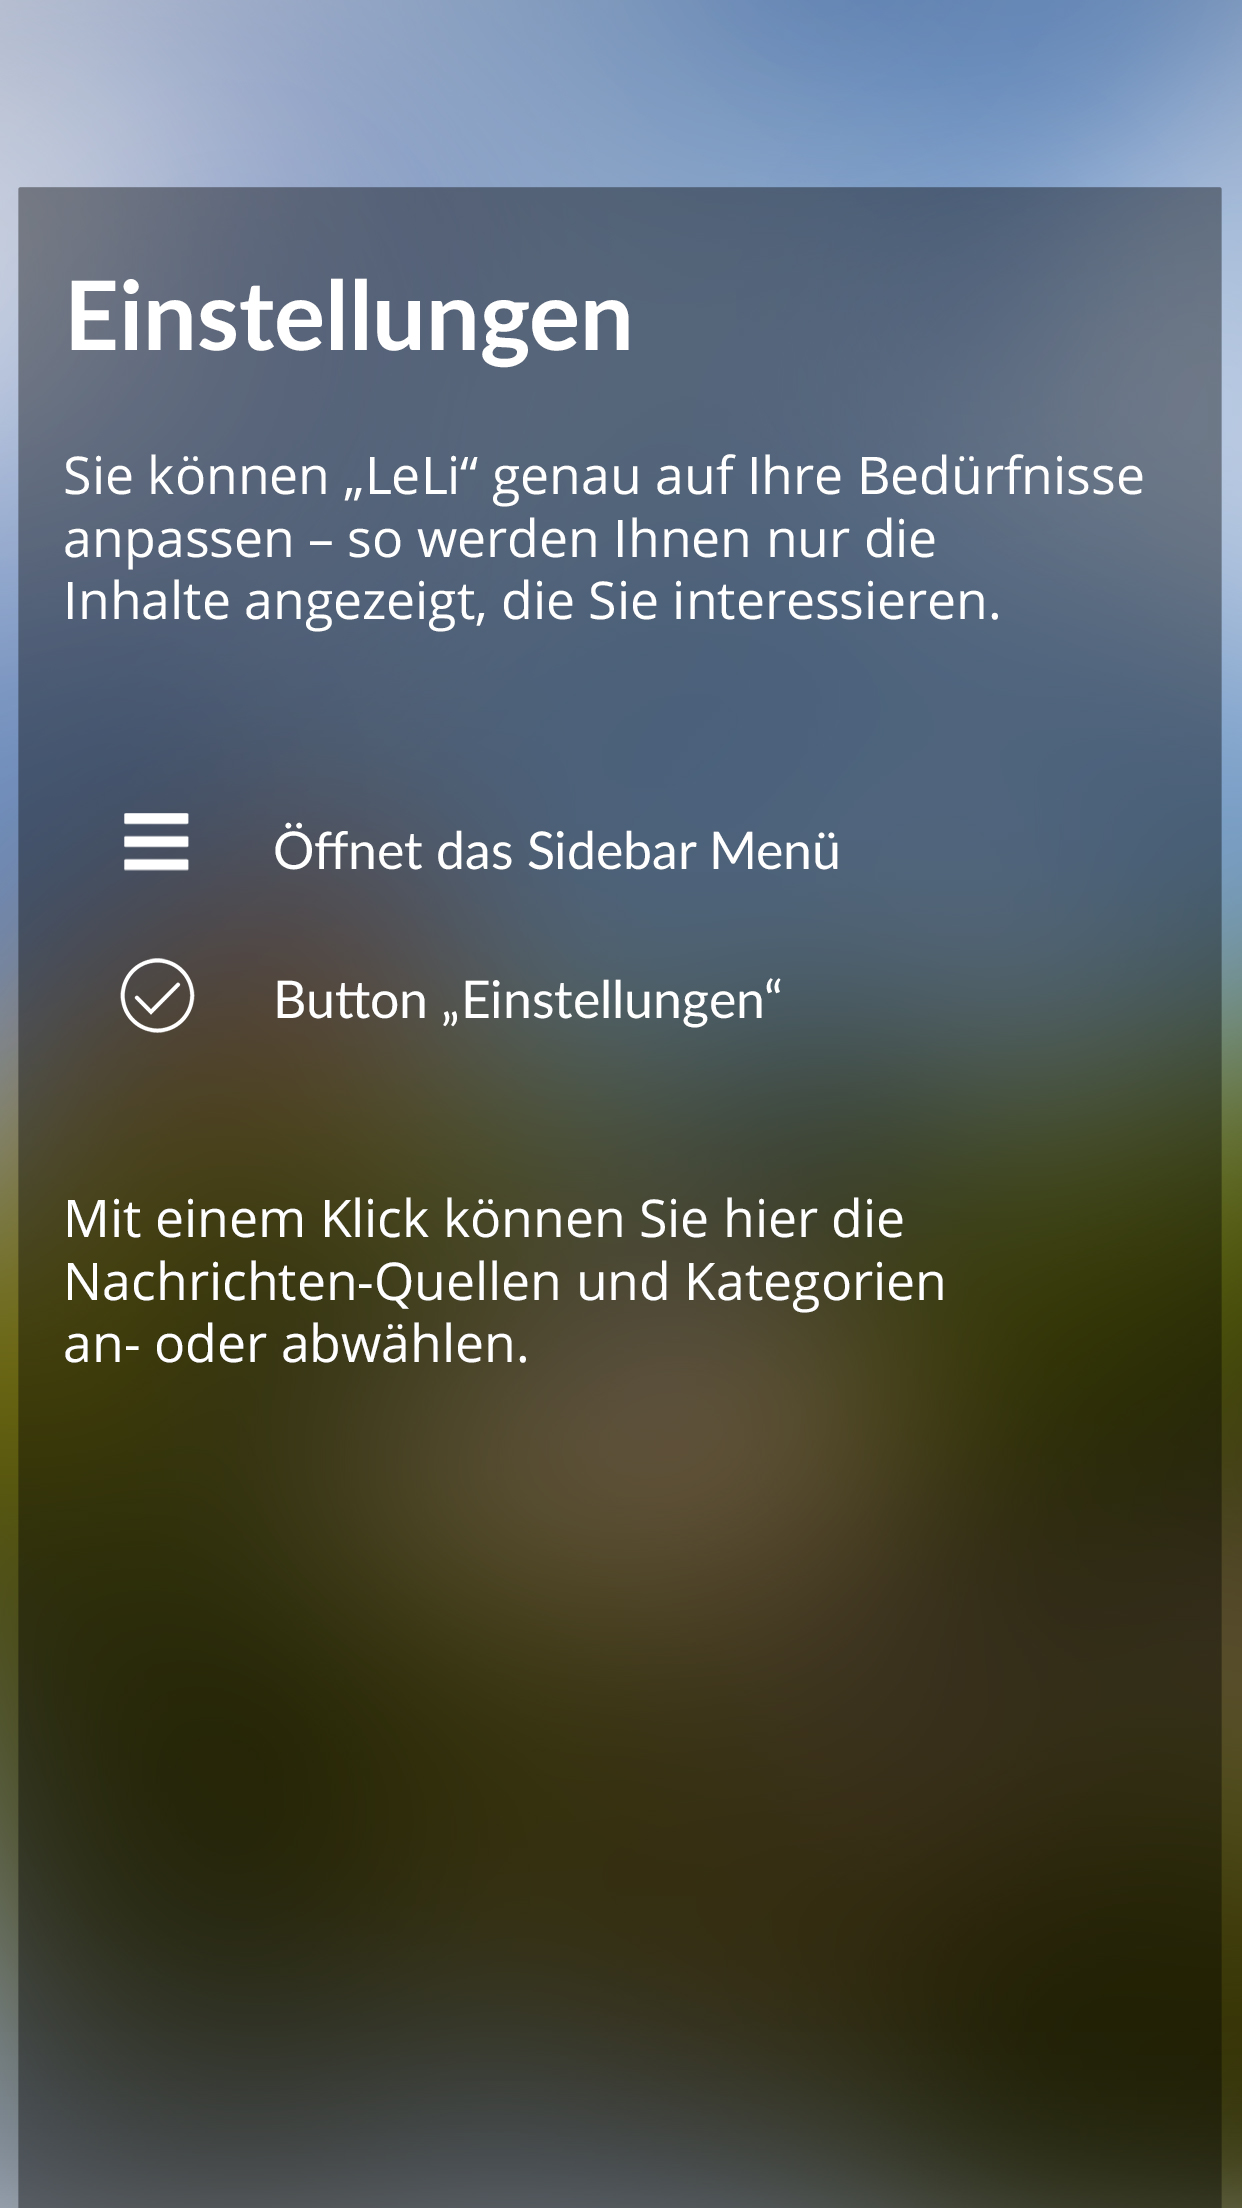 Einstellungen
Sie können „LeLi“ genau auf Ihre Bedürfnisse
anpassen – so werden Ihnen nur die
Inhalte angezeigt, die Sie interessieren.
Öffnet das Sidebar Menü
Button „Einstellungen“
Mit einem Klick können Sie hier die
Nachrichten-Quellen und Kategorien
an- oder abwählen.